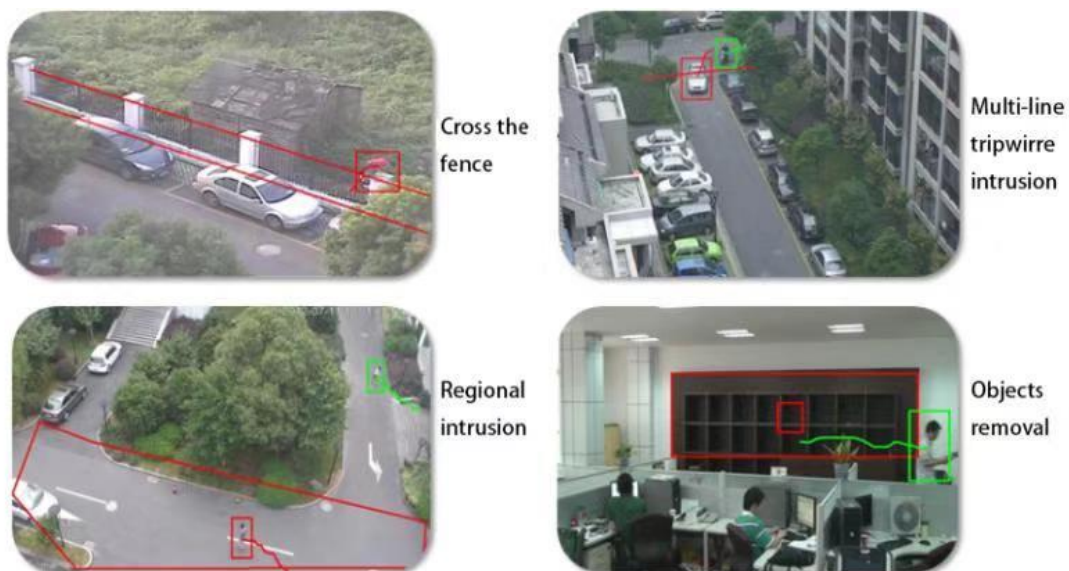 Cross the
fence
Multi-line
tripwirre
intrusion
Regional
intrusion
Objects
removal